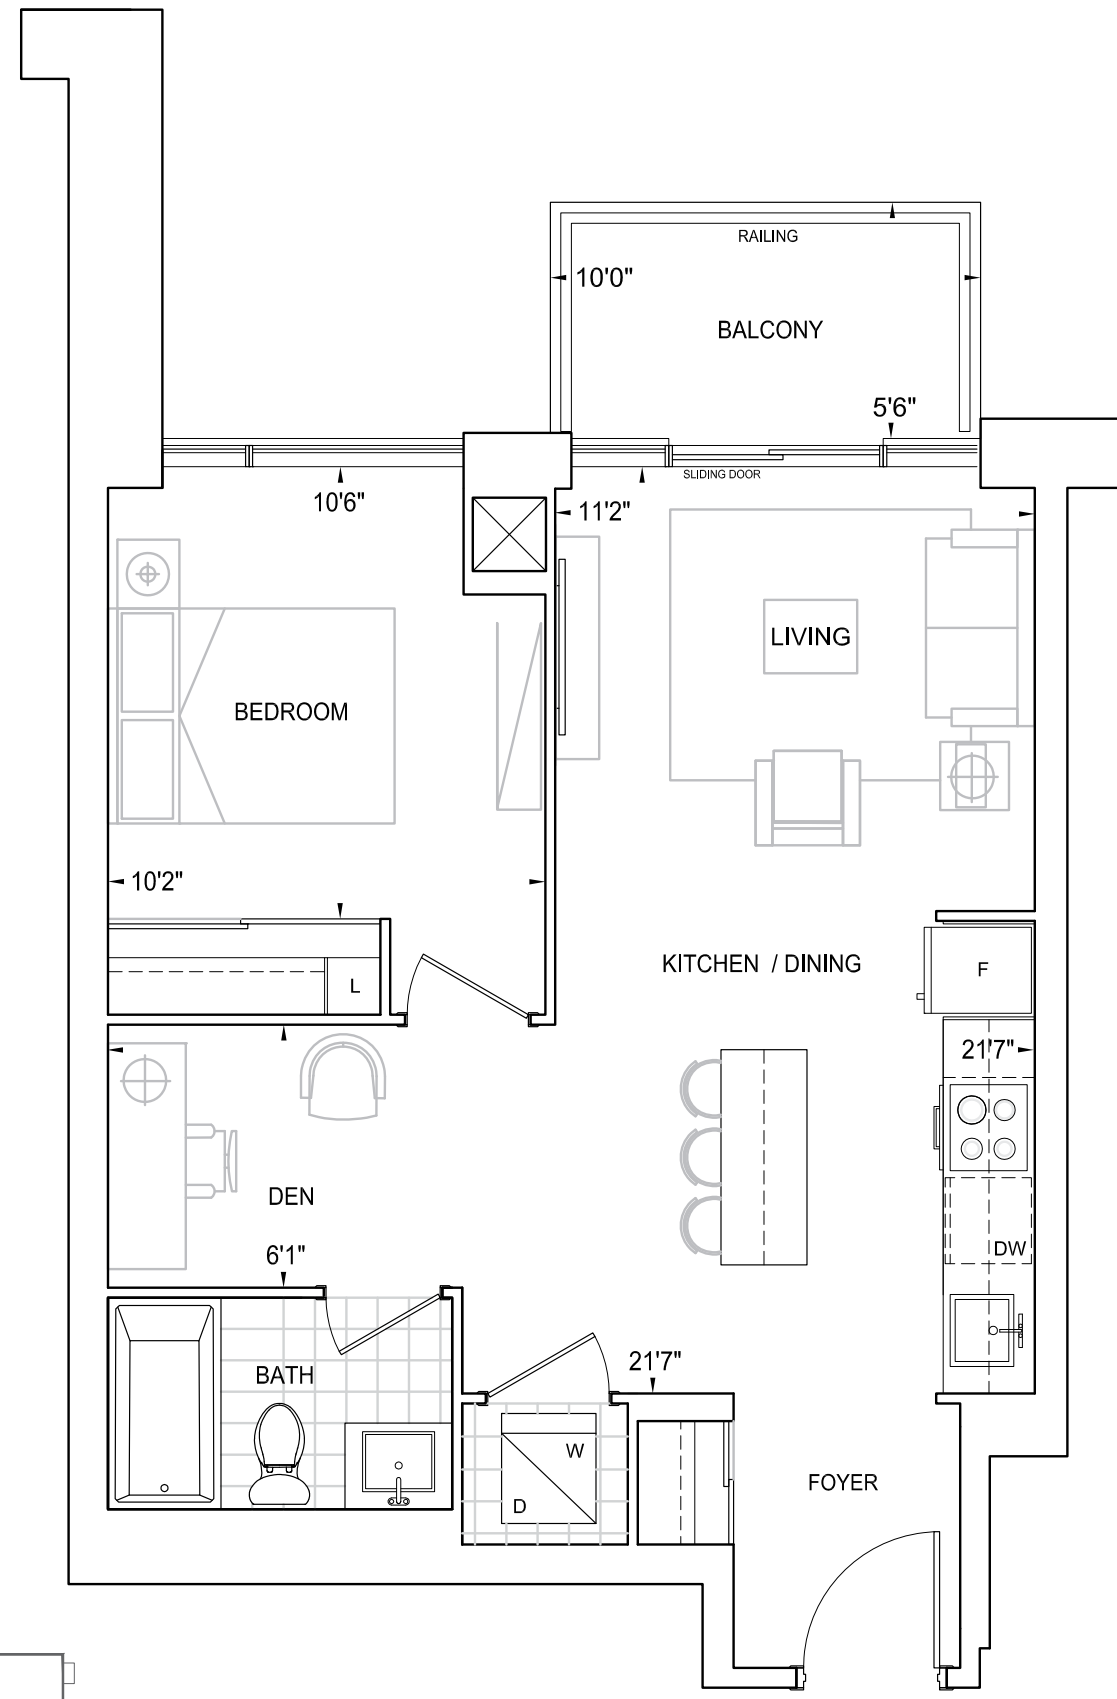 RAILING
10'0"
BALCONY
5'6"
SLIDING DOOR
10'6"
11'2"
LIVING
BEDROOM
10'2"
KITCHEN / DINING
F
L
21'7"
DEN
DW
6'1"
21'7"
BATH
W
FOYER
D